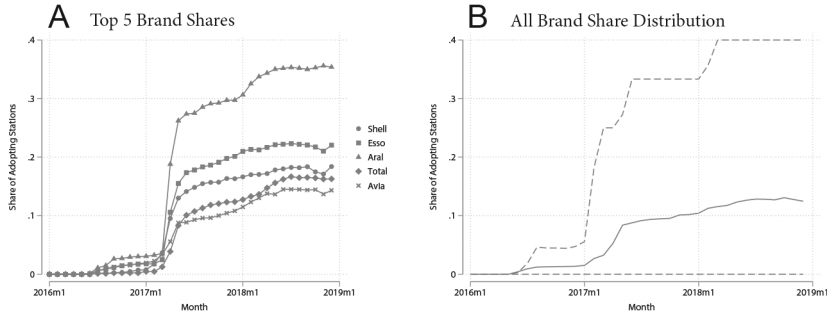 A Top 5 Brand Shares
.4
.3
.2
.1
0
Share of Adopting Stations
2016m1 2017m1 2018m1 2019m1
Month
Shell
Esso
Aral
Total
Avia
B All Brand Share Distribution
.4
.3
.2
.1
0
Share of Adopting Stations
2016m1 2017m1 2018m1 2019m1
Month